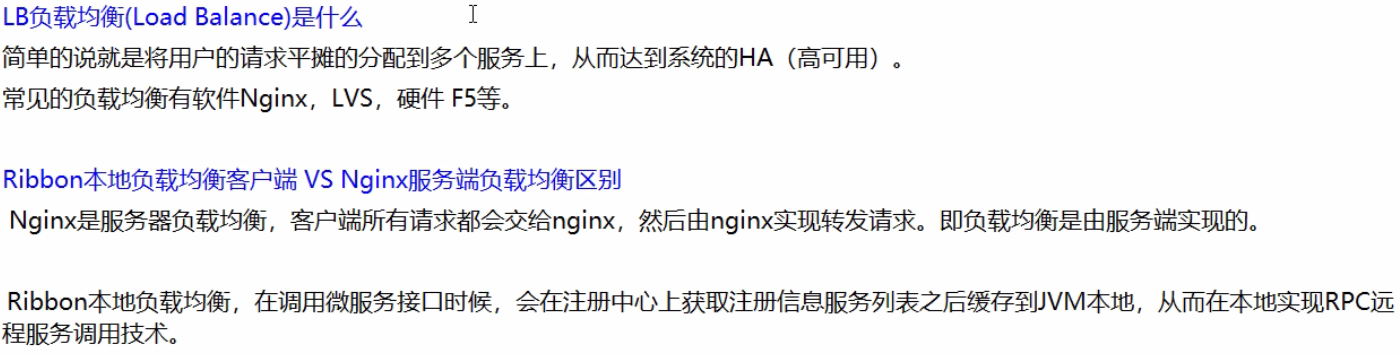 LB负载均衡(Load Balance)是什么
简单的说就是将用户的请求平摊的分配到多个服务上，从而达到系统的HA（高可用）。
常见的负载均衡有软件Nginx，LVS，硬件 F5等。
Ribbon本地负载均衡客户端 VS Nginx服务端负载均衡区别
Nginx是服务器负载均衡，客户端所有请求都会交给nginx，然后由nginx实现转发请求。即负载均衡是由服务端实现的。
Ribbon本地负载均衡，在调用微服务接口时候，会在注册中心上获取注册信息服务列表之后缓存到JVM本地，从而在本地实现RPC远
程服务调用技术。